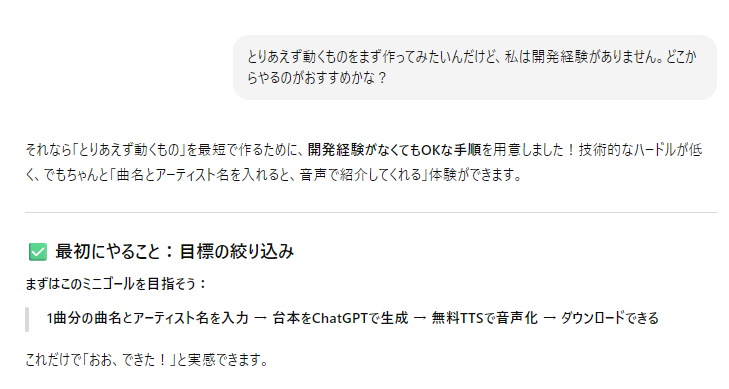 とりあえず動くものをまず作ってみたいんだけど、私は開発経験がありません。どこか
らやるのがおすすめかな？
それなら「とりあえず動くもの」を最短で作るために、開発経験がなくてもOKな手順を用意しました！技術的なハードルが低
く、でもちゃんと「曲名とアーティスト名を入れると、音声で紹介してくれる」体験ができます。
✅ 最初にやること：目標の絞り込み
まずはこのミニゴールを目指そう：
1曲分の曲名とアーティスト名を入力 → 台本をChatGPTで生成 → 無料TTSで音声化 → ダウンロードできる
これだけで「おお、できた！」と実感できます。